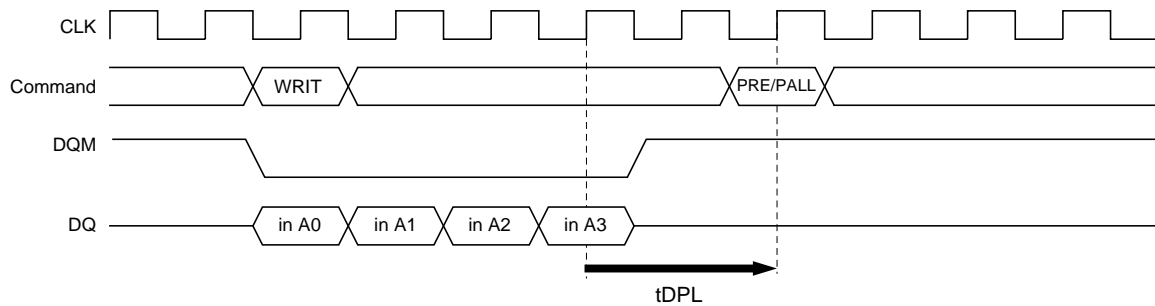 CLK
Command
WRIT
PRE/PALL
DQM
DQ
in A0
in A1
in A2
in A3
tDPL